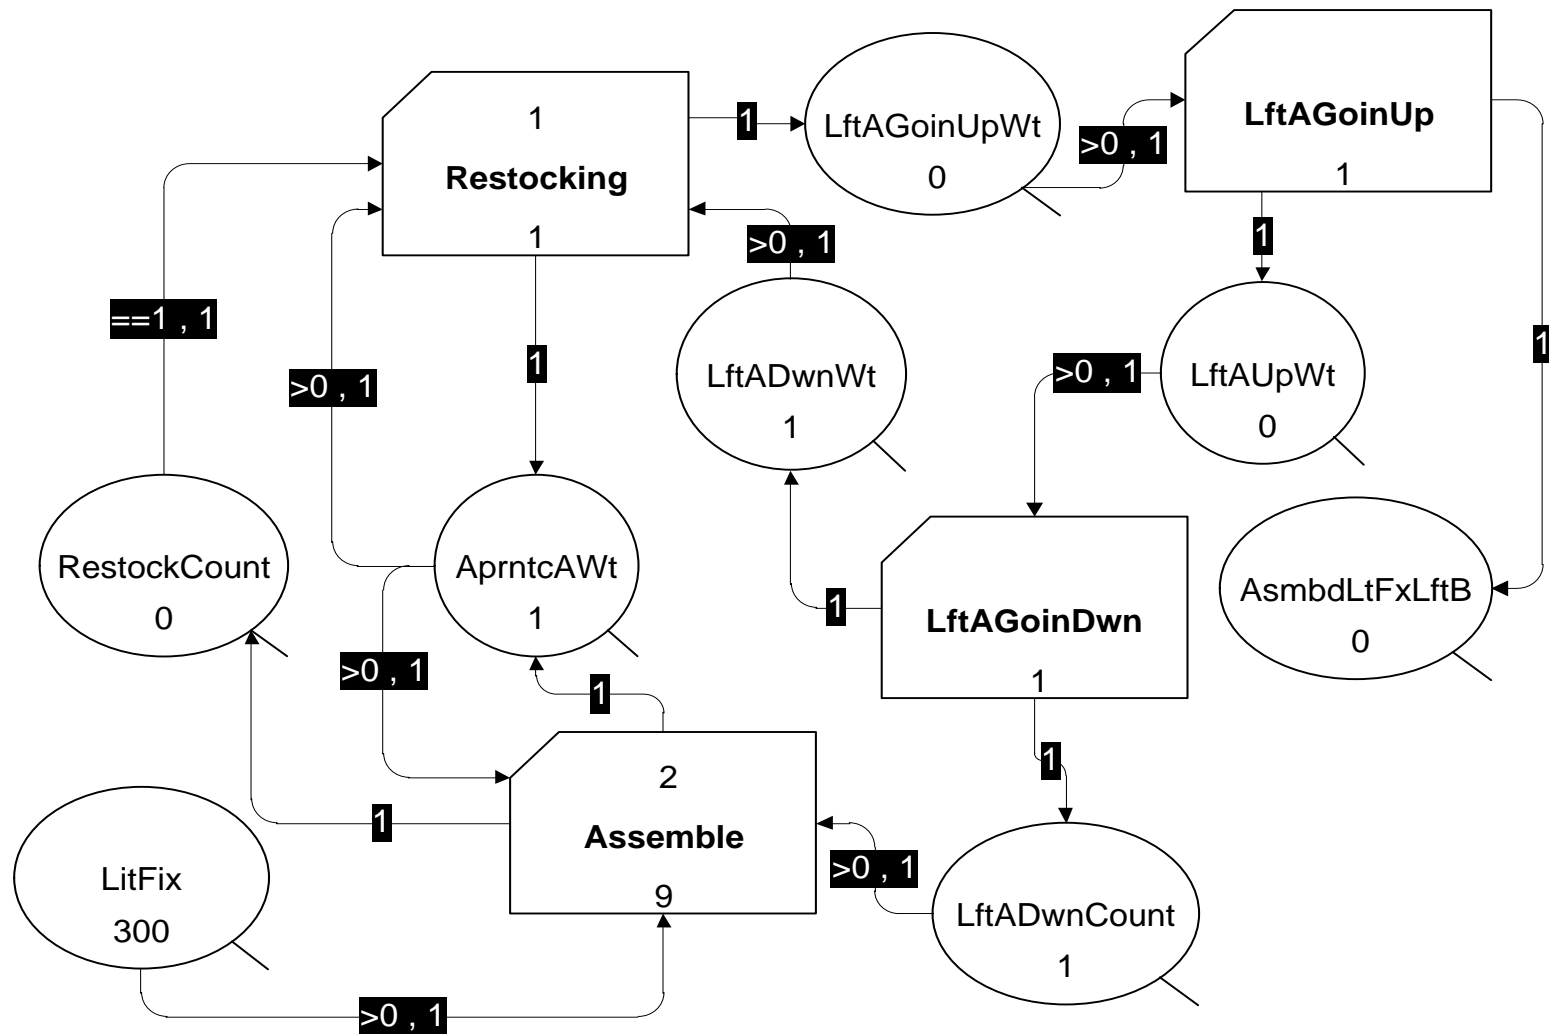 1
Restocking
1
1
LftAGoinUpWt
0
>0 , 1
LftAGoinUp
1
1
1
>0 , 1
==1 , 1
>0 , 1
1
LftADwnWt
1
>0 , 1
LftAUpWt
0
RestockCount
0
AprntcAWt
1
1
LftAGoinDwn
1
AsmbdLtFxLftB
0
>0 , 1
1
1
2
Assemble
9
1
>0 , 1
LitFix
300
LftADwnCount
1
>0 , 1